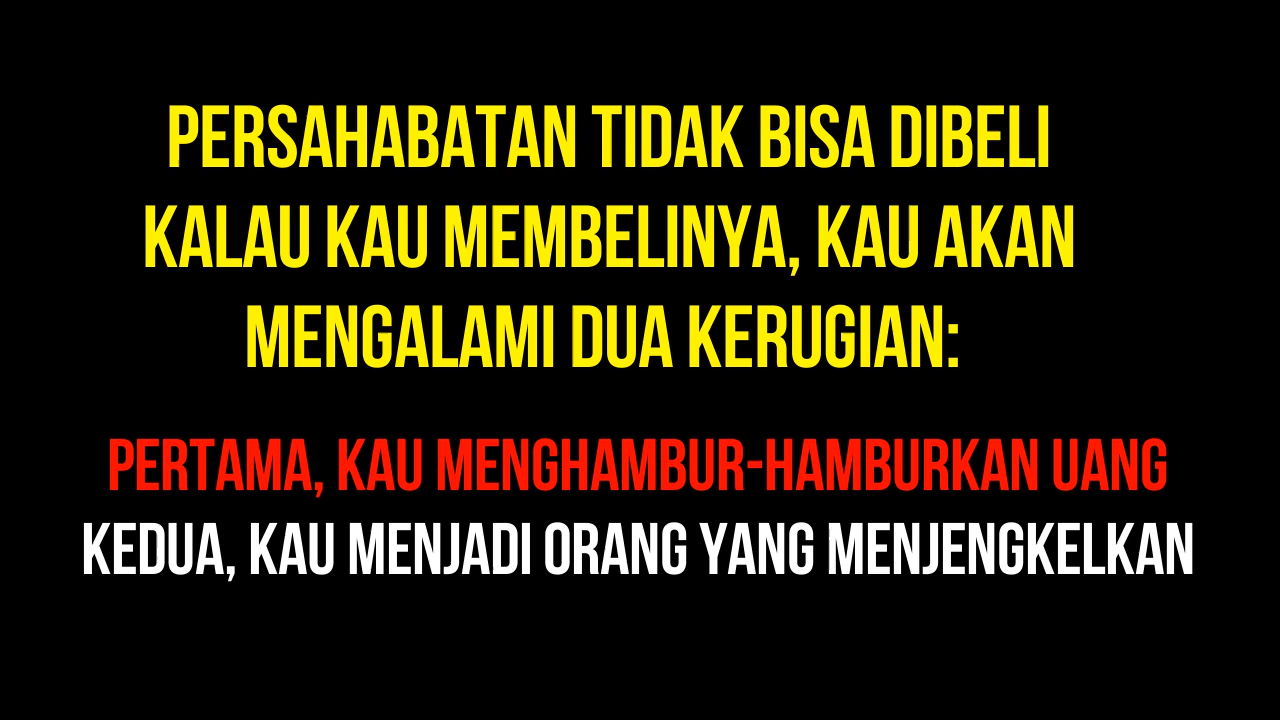 PERSAHABATAN TIDAK BISA DIBELI
KALAU KAU MEMBELINYA, KAU AKAN
MENGALAMI DUA KERUGIAN:
PERTAMA, KAU MENGHAMBUR-HAMBURKAN UANG
KEDUA, KAU MENJADI ORANG YANG MENJENGKELKAN